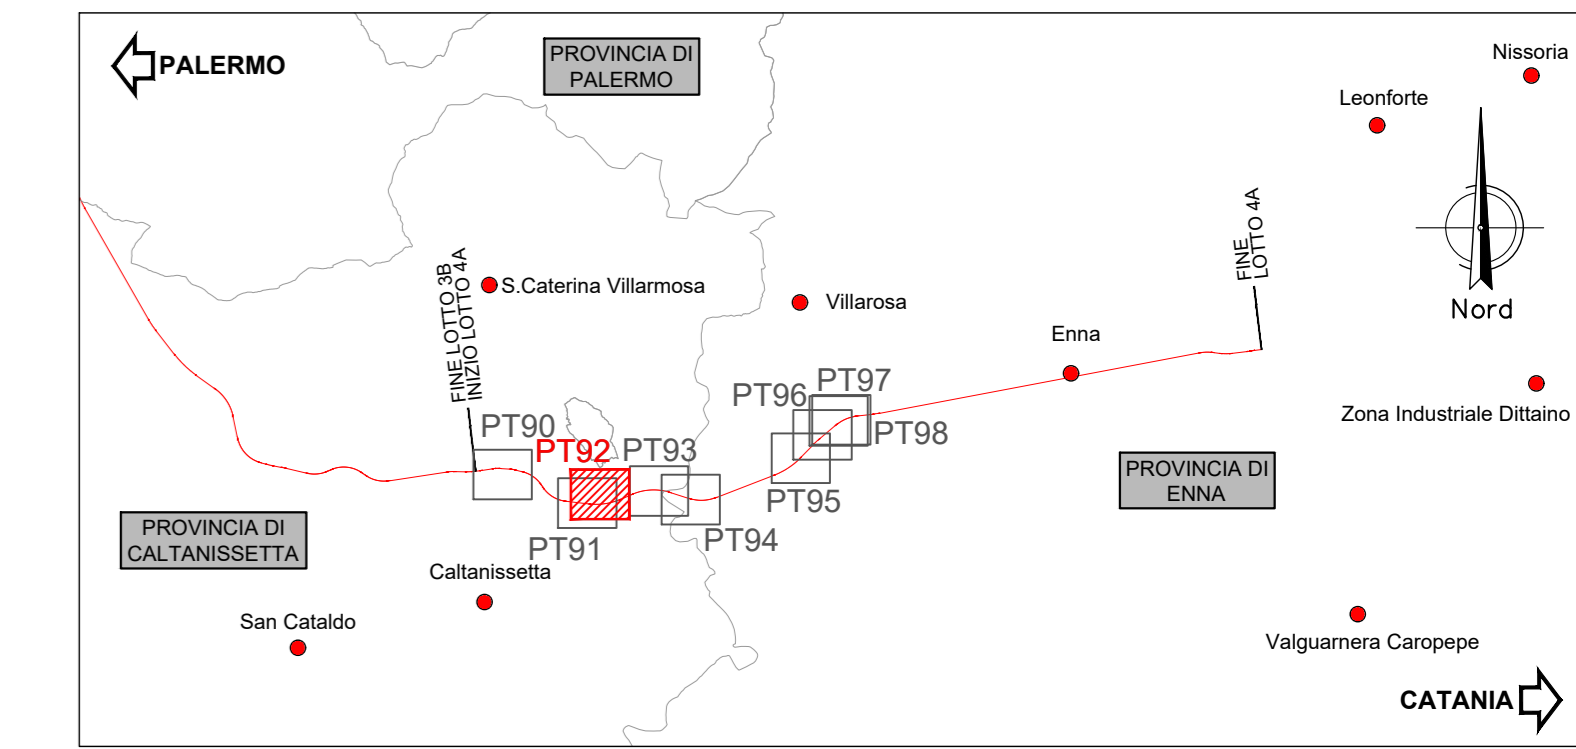 PALERMO
PROVINCIA DI
PALERMO
Nissoria
Leonforte
Nord
FINE LOTTO 3B
INIZIO LOTTO 4A
S.Caterina Villarmosa
Villarosa
FINE
LOTTO 4A
Enna
Zona Industriale Dittaino
PT90
PT92
PT93
PT96
PT97
PT98
PT91
PT94
PT95
PROVINCIA DI
ENNA
PROVINCIA DI
CALTANISSETTA
Caltanissetta
San Cataldo
Valguarnera Caropepe
CATANIA